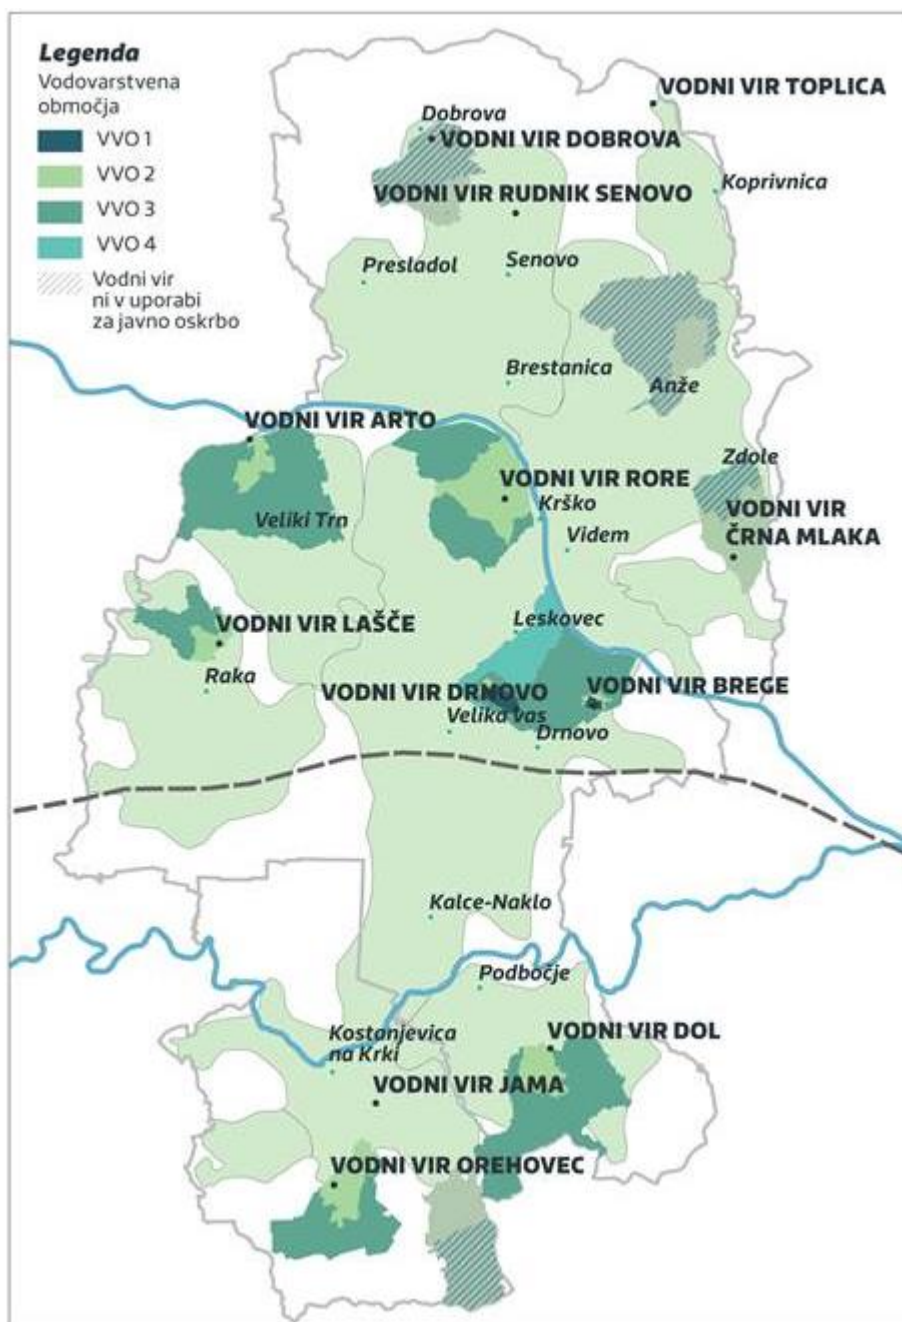 Legenda
Vodovarstvena
območja
VVO 1
VVO 2
VVO 3
VVO 4
Vodni vir
ni v uporabi
za javno oskrbo
VODNI VIR TOPLICA
Dobrova
VODNI VIR DOBROVA
Koprivnica
VODNI VIR RUDNIK SENOVO
Presladol
Senovo
Brestanica
Anže
VODNI VIR ARTO
Zdole
VODNI VIR RORE
Krško
Veliki Trn
VODNI VIR
ČRNA MLAKA
Videm
Leskovec
VODNI VIR LAŠČE
Raka
VODNI VIR DRNOVO
VODNI VIR BREGE
Velika vas
Drnovo
Kalce-Naklo
Podbočje
Kostanjevica
na Krki
VODNI VIR DOL
VODNI VIR JAMA
VODNI VIR OREHOVEC